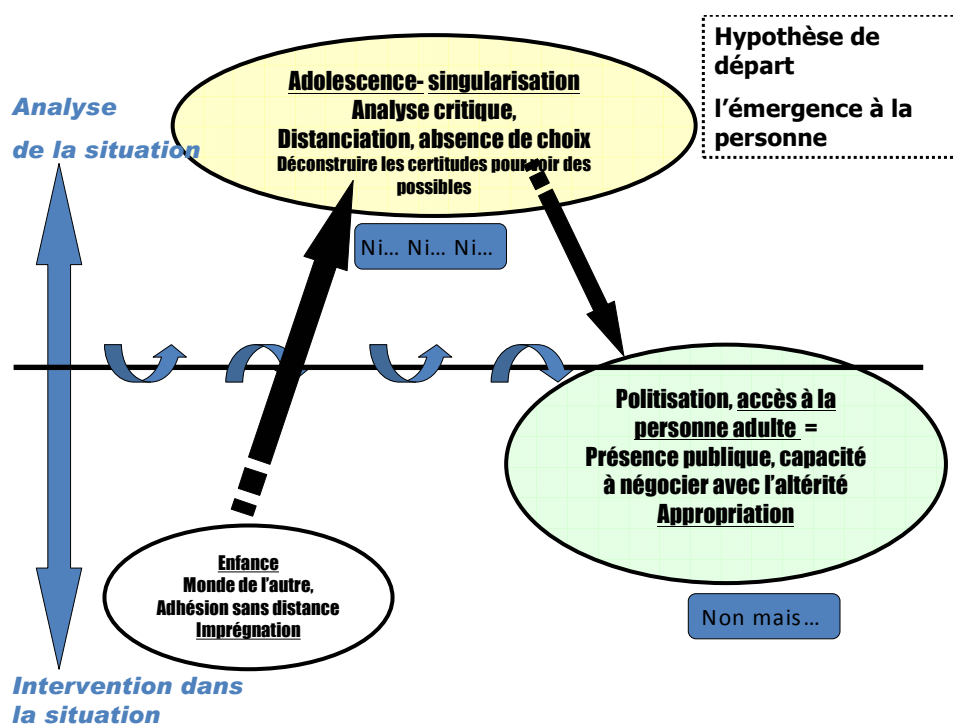 Hypothèse de
départ
l'émergence à la
personne
Analyse
de la situation
Adolescence- singularisation
Analyse critique,
Distanciation, absence de choix
Déconstruire les certitudes pour voir des
possibles
Ni... Ni... Ni...
Politisation, accès à la
personne adulte =
Présence publique, capacité
à négocier avec l'altérité
Appropriation
Non mais...
Enfance
Monde de l'autre,
Adhésion sans distance
Imprégnation
Intervention dans
la situation